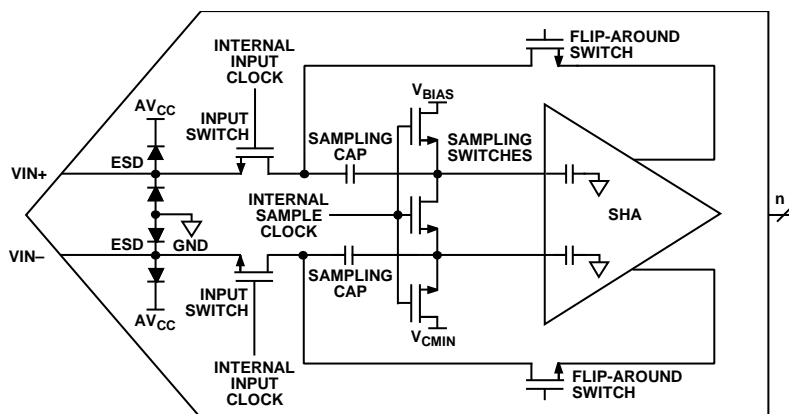 INTERNAL
INPUT
CLOCK
FLIP-AROUND
SWITCH
AVCC
INPUT
SWITCH
VBIAS
SAMPLING
CAP
SAMPLING
SWITCHES
VIN+
ESD
INTERNAL
SAMPLE
CLOCK
SHA
n
ESD
GND
VIN–
SAMPLING
CAP
INPUT
SWITCH
AVCC
VCMIN
INTERNAL
INPUT
CLOCK
FLIP-AROUND
SWITCH